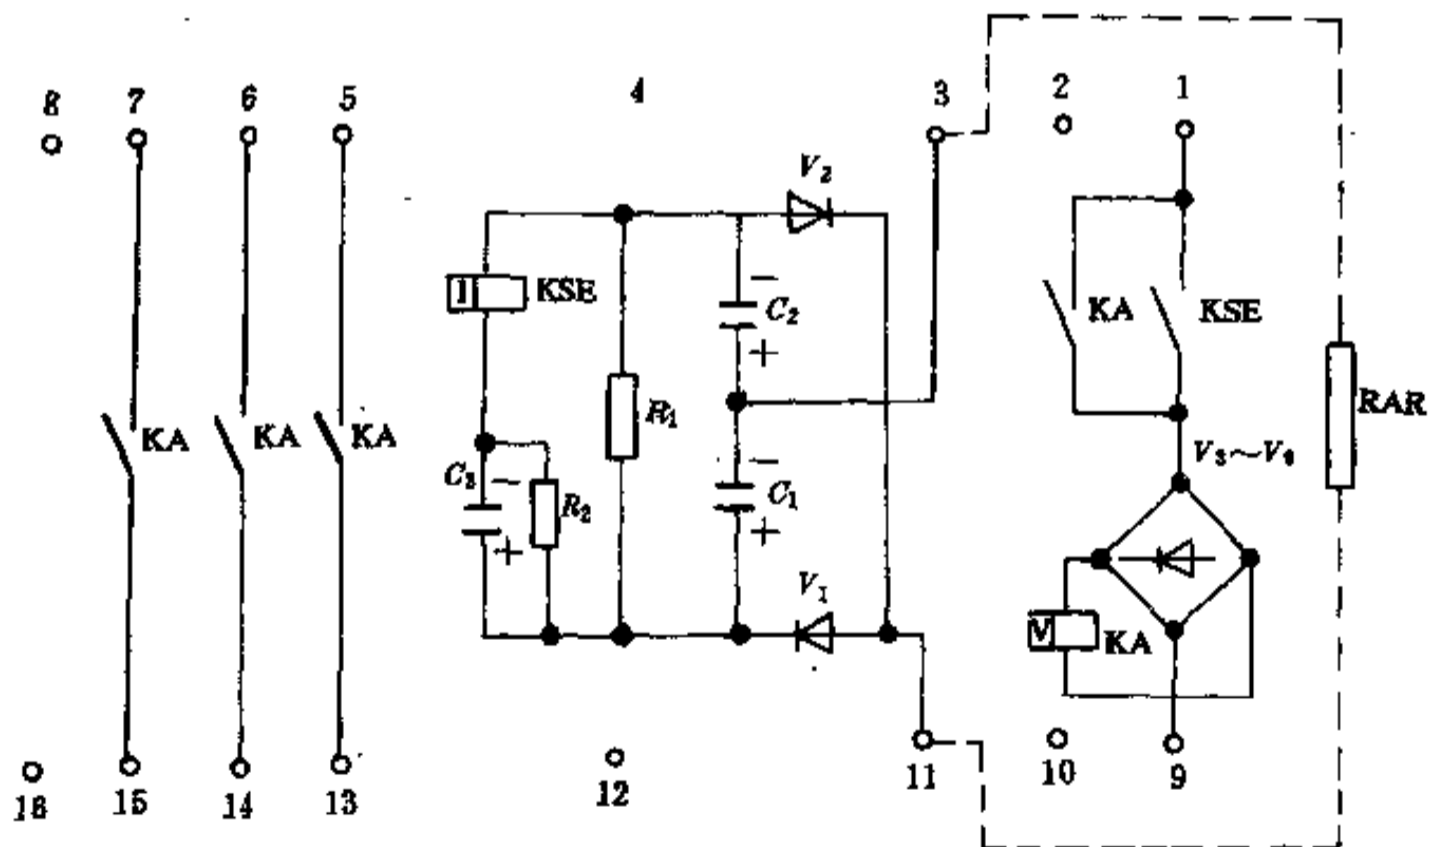 8 7 6 5 4 3 2 1
V₂
I KSE
C₂
−
+
KA KSE
RAR
KA KA KA
R₁
V₃～V₆
C₃
−
+
R₂
−
C₁
+
V₁
V KA
16 15 14 13 12 11 10 9